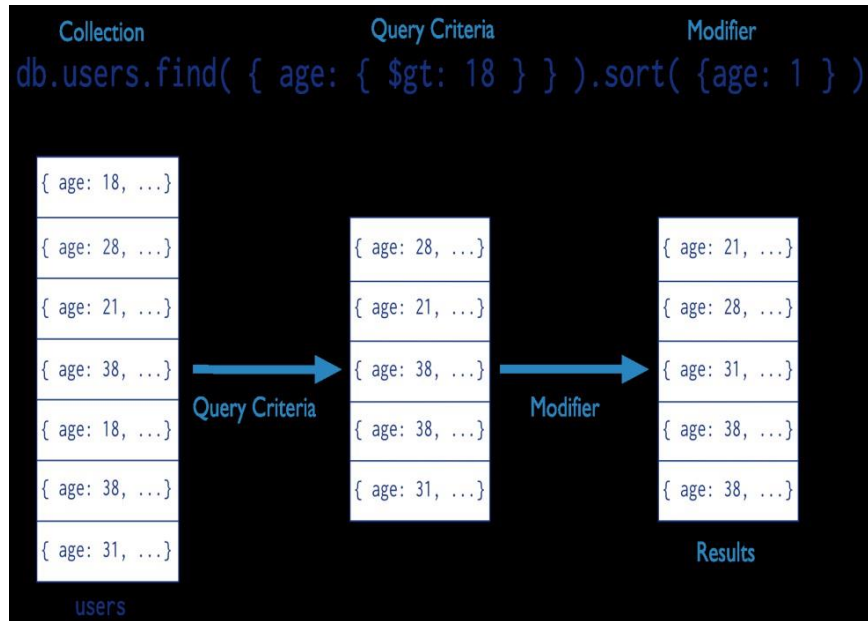 Collection Query Criteria Modifier
db.users.find( { age: { $gt: 18 } } ).sort( {age: 1 } )
{ age: 18, ...}
{ age: 28, ...}
{ age: 21, ...}
{ age: 38, ...}
{ age: 18, ...}
{ age: 38, ...}
{ age: 31, ...}
users
Query Criteria
{ age: 28, ...}
{ age: 21, ...}
{ age: 38, ...}
{ age: 38, ...}
{ age: 31, ...}
Modifier
{ age: 21, ...}
{ age: 28, ...}
{ age: 31, ...}
{ age: 38, ...}
{ age: 38, ...}
Results